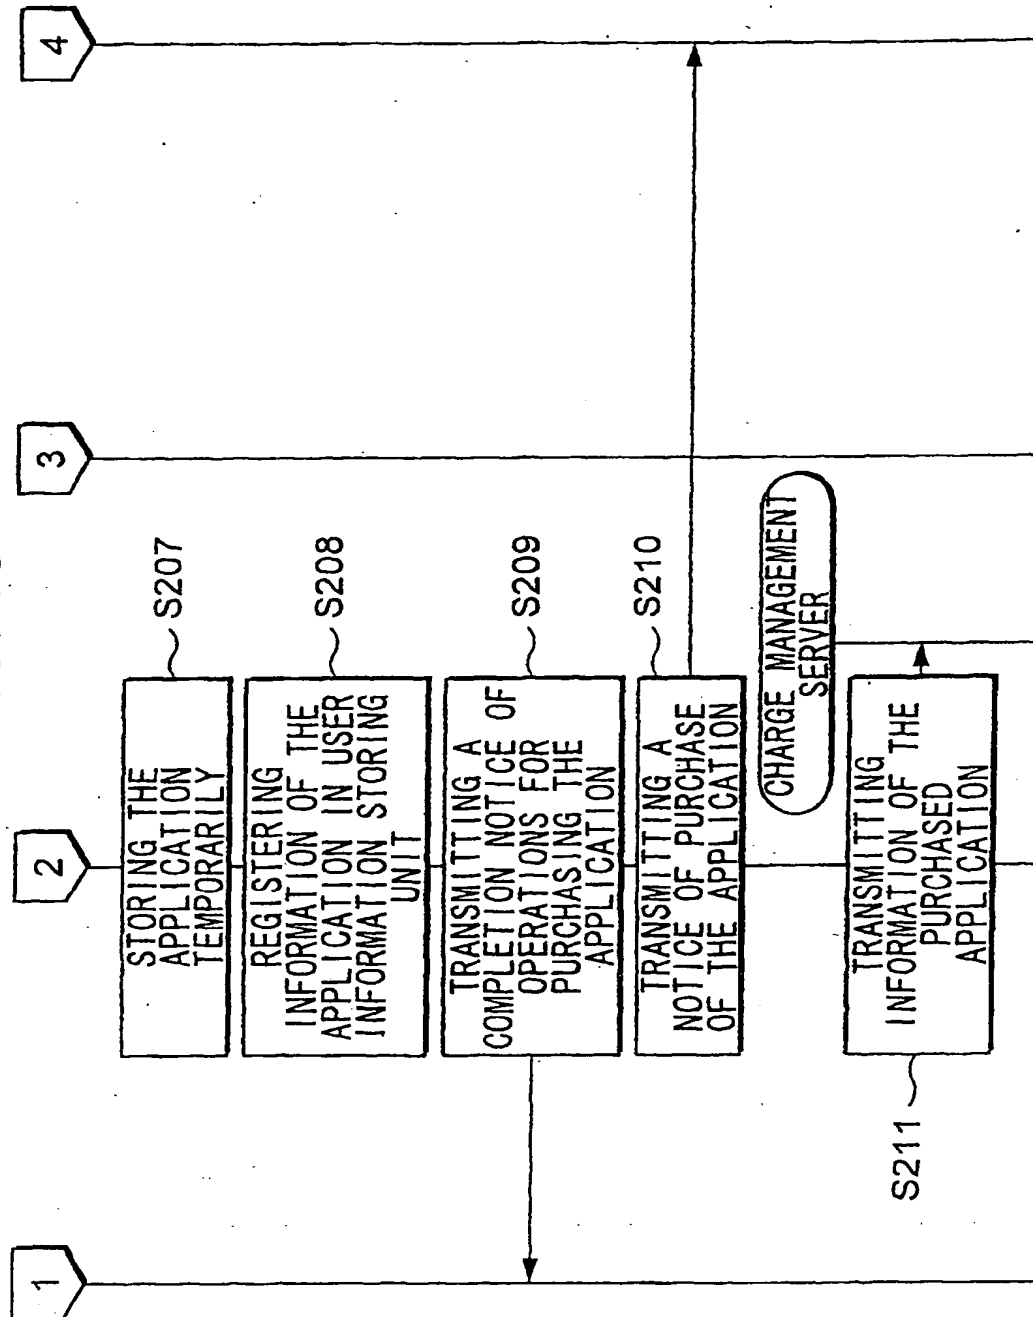 1
2
3
4
STORING THE
APPLICATION
TEMPORARILY
S207
REGISTERING
INFORMATION OF THE
APPLICATION IN USER
INFORMATION STORING
UNIT
S208
TRANSMITTING A
COMPLETION NOTICE OF
OPERATIONS FOR
PURCHASING THE
APPLICATION
S209
TRANSMITTING A
NOTICE OF PURCHASE
OF THE APPLICATION
S210
CHARGE MANAGEMENT
SERVER
TRANSMITTING
INFORMATION OF THE
PURCHASED
APPLICATION
S211